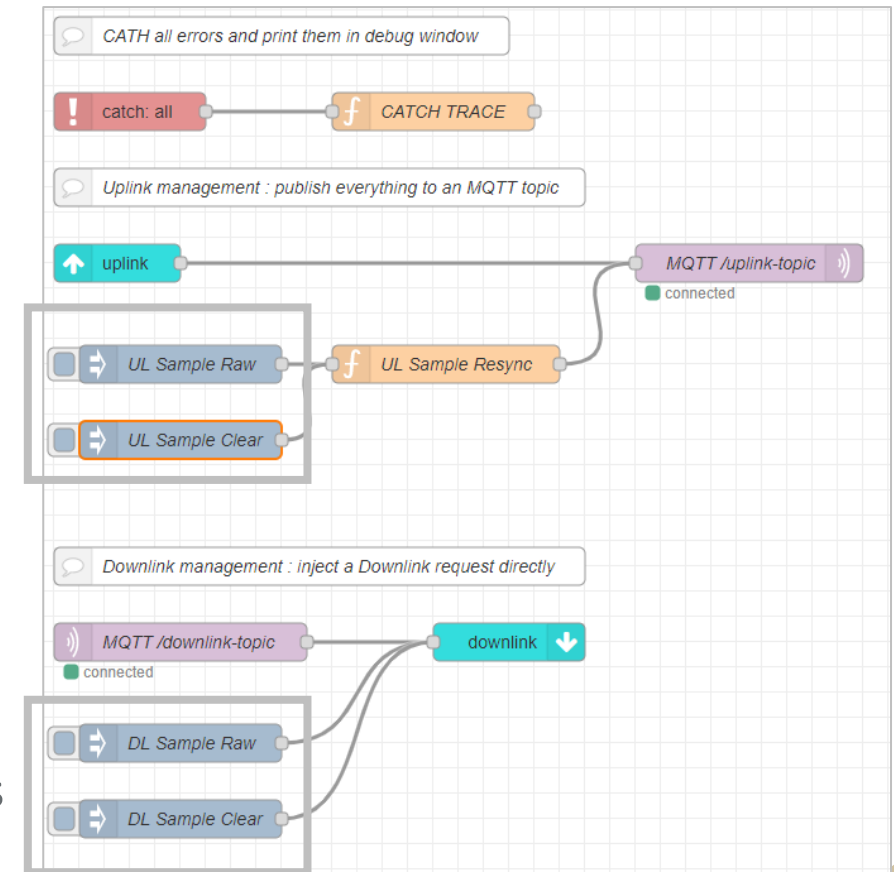 CATH all errors and print them in debug window
catch: all
CATCH TRACE
Uplink management : publish everything to an MQTT topic
uplink
MQTT /uplink-topic
connected
UL Sample Raw
UL Sample Resync
UL Sample Clear
Downlink management : inject a Downlink request directly
MQTT /downlink-topic
downlink
connected
DL Sample Raw
DL Sample Clear